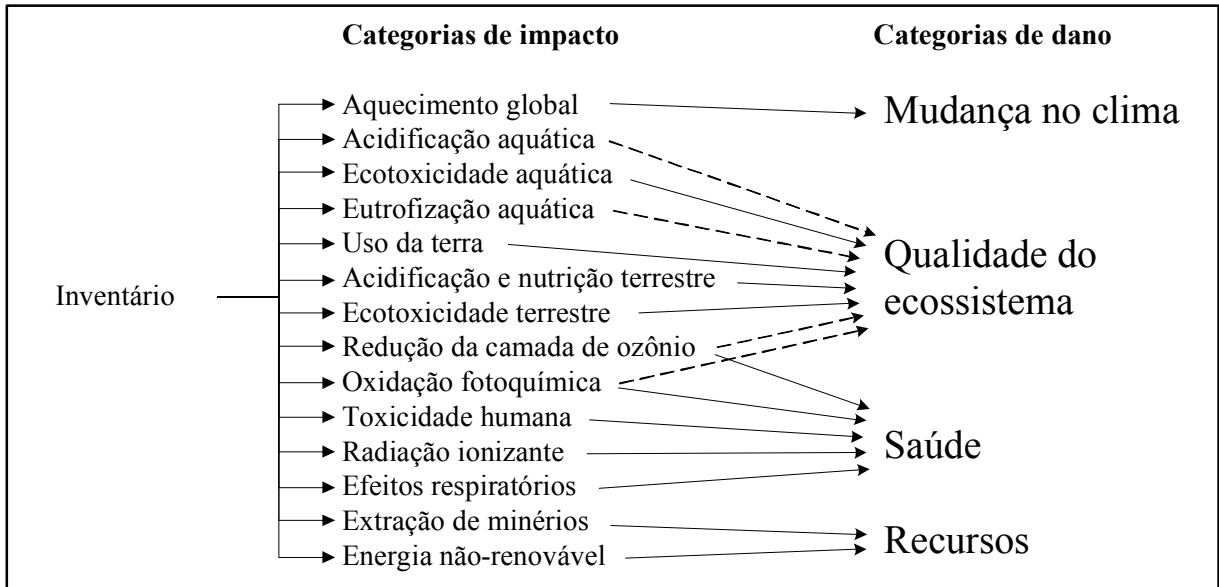 Categorias de impacto
Categorias de dano
Inventário
Aquecimento global
Acidificação aquática
Ecotoxicidade aquática
Eutrofização aquática
Uso da terra
Acidificação e nutrição terrestre
Ecotoxicidade terrestre
Redução da camada de ozônio
Oxidação fotoquímica
Toxicidade humana
Radiação ionizante
Efeitos respiratórios
Extração de minérios
Energia não-renovável
Mudança no clima
Qualidade do
ecossistema
Saúde
Recursos